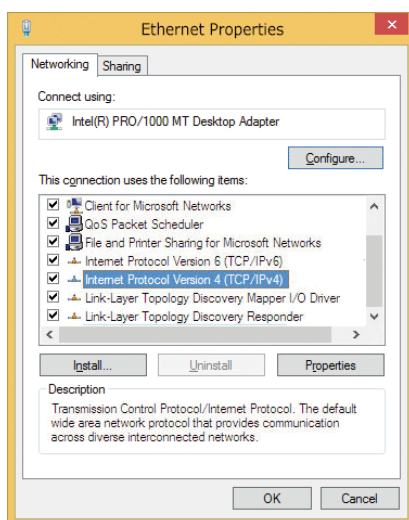 Ethernet Properties
Networking
Sharing
Connect using:
Intel(R) PRO/1000 MT Desktop Adapter
Configure...
This connection uses the following items:
Client for Microsoft Networks
QoS Packet Scheduler
File and Printer Sharing for Microsoft Networks
Internet Protocol Version 6 (TCP/IPv6)
Internet Protocol Version 4 (TCP/IPv4)
Link-Layer Topology Discovery Mapper I/O Driver
Link-Layer Topology Discovery Responder
Install...
Uninstall
Properties
Description
Transmission Control Protocol/Internet Protocol. The default
wide area network protocol that provides communication
across diverse interconnected networks.
OK
Cancel